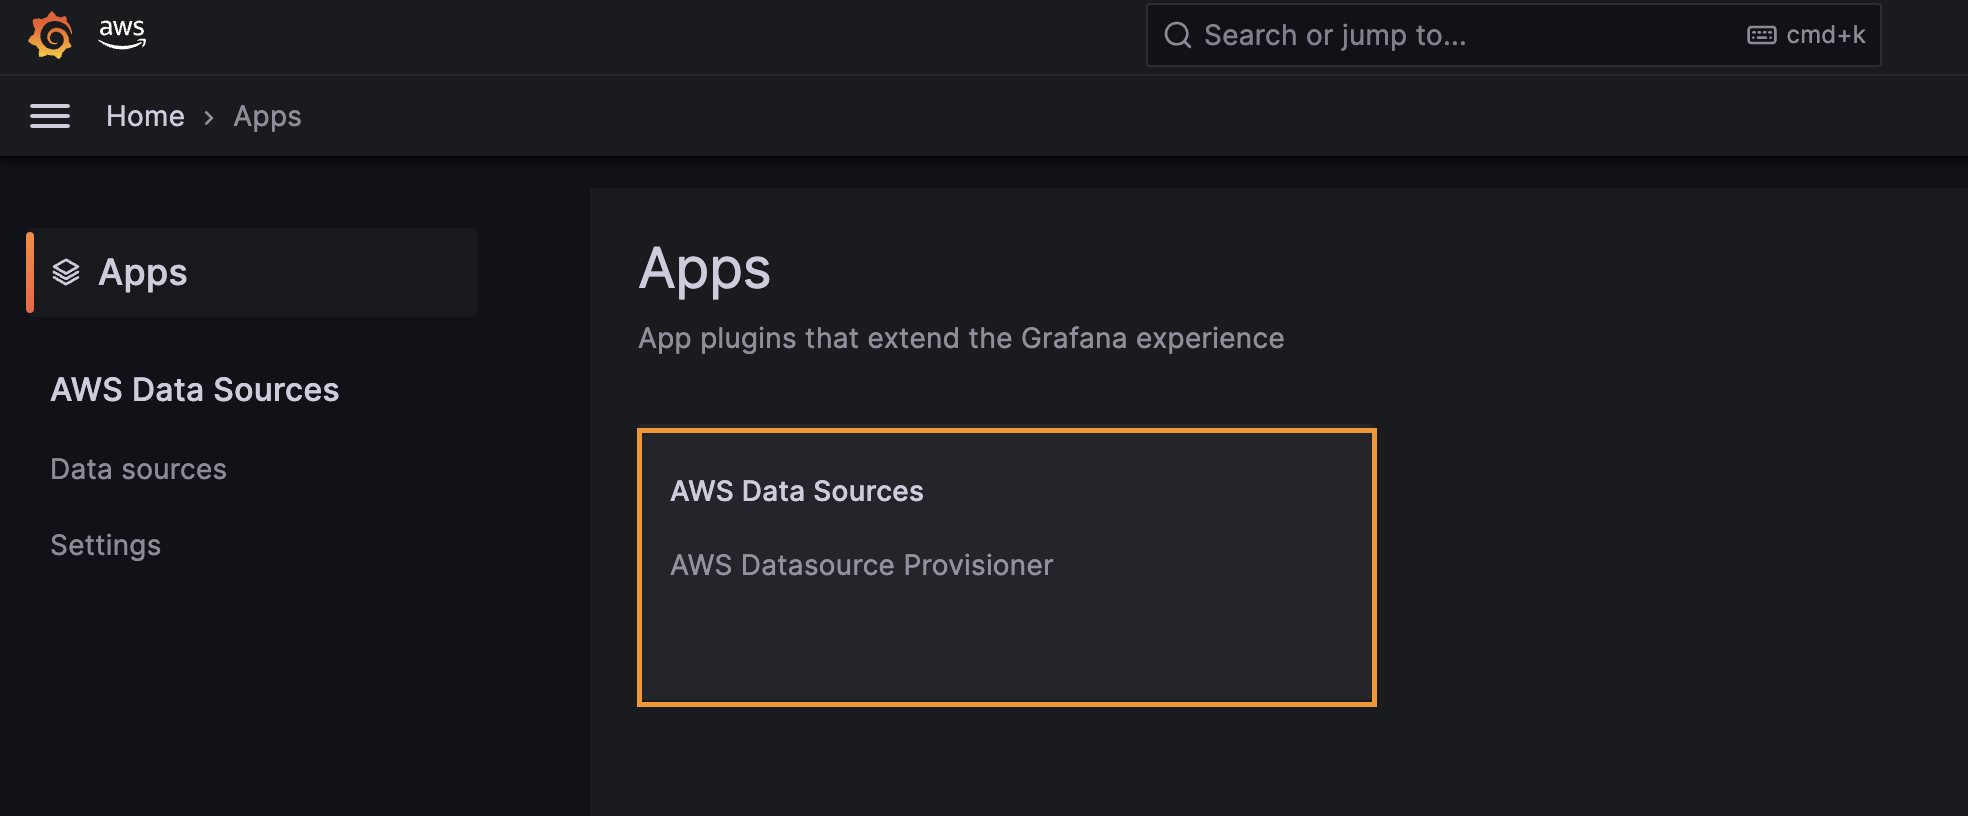 aws
Search or jump to...
cmd+k
Home › Apps
Apps
AWS Data Sources
Data sources
Settings
Apps
App plugins that extend the Grafana experience
AWS Data Sources
AWS Datasource Provisioner